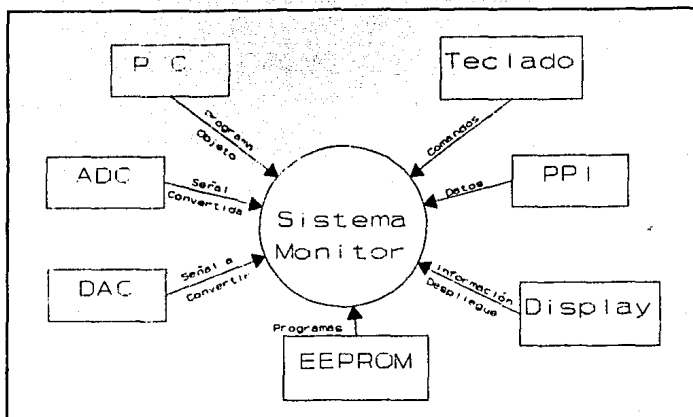 P C
Teclado
Programa
Objeto
Comandos
ADC
Señal
Convertida
PPI
Datos
Sistema
Monitor
DAC
Señal a
Convertir
Información
Despliegue
Display
Programas
EEPROM